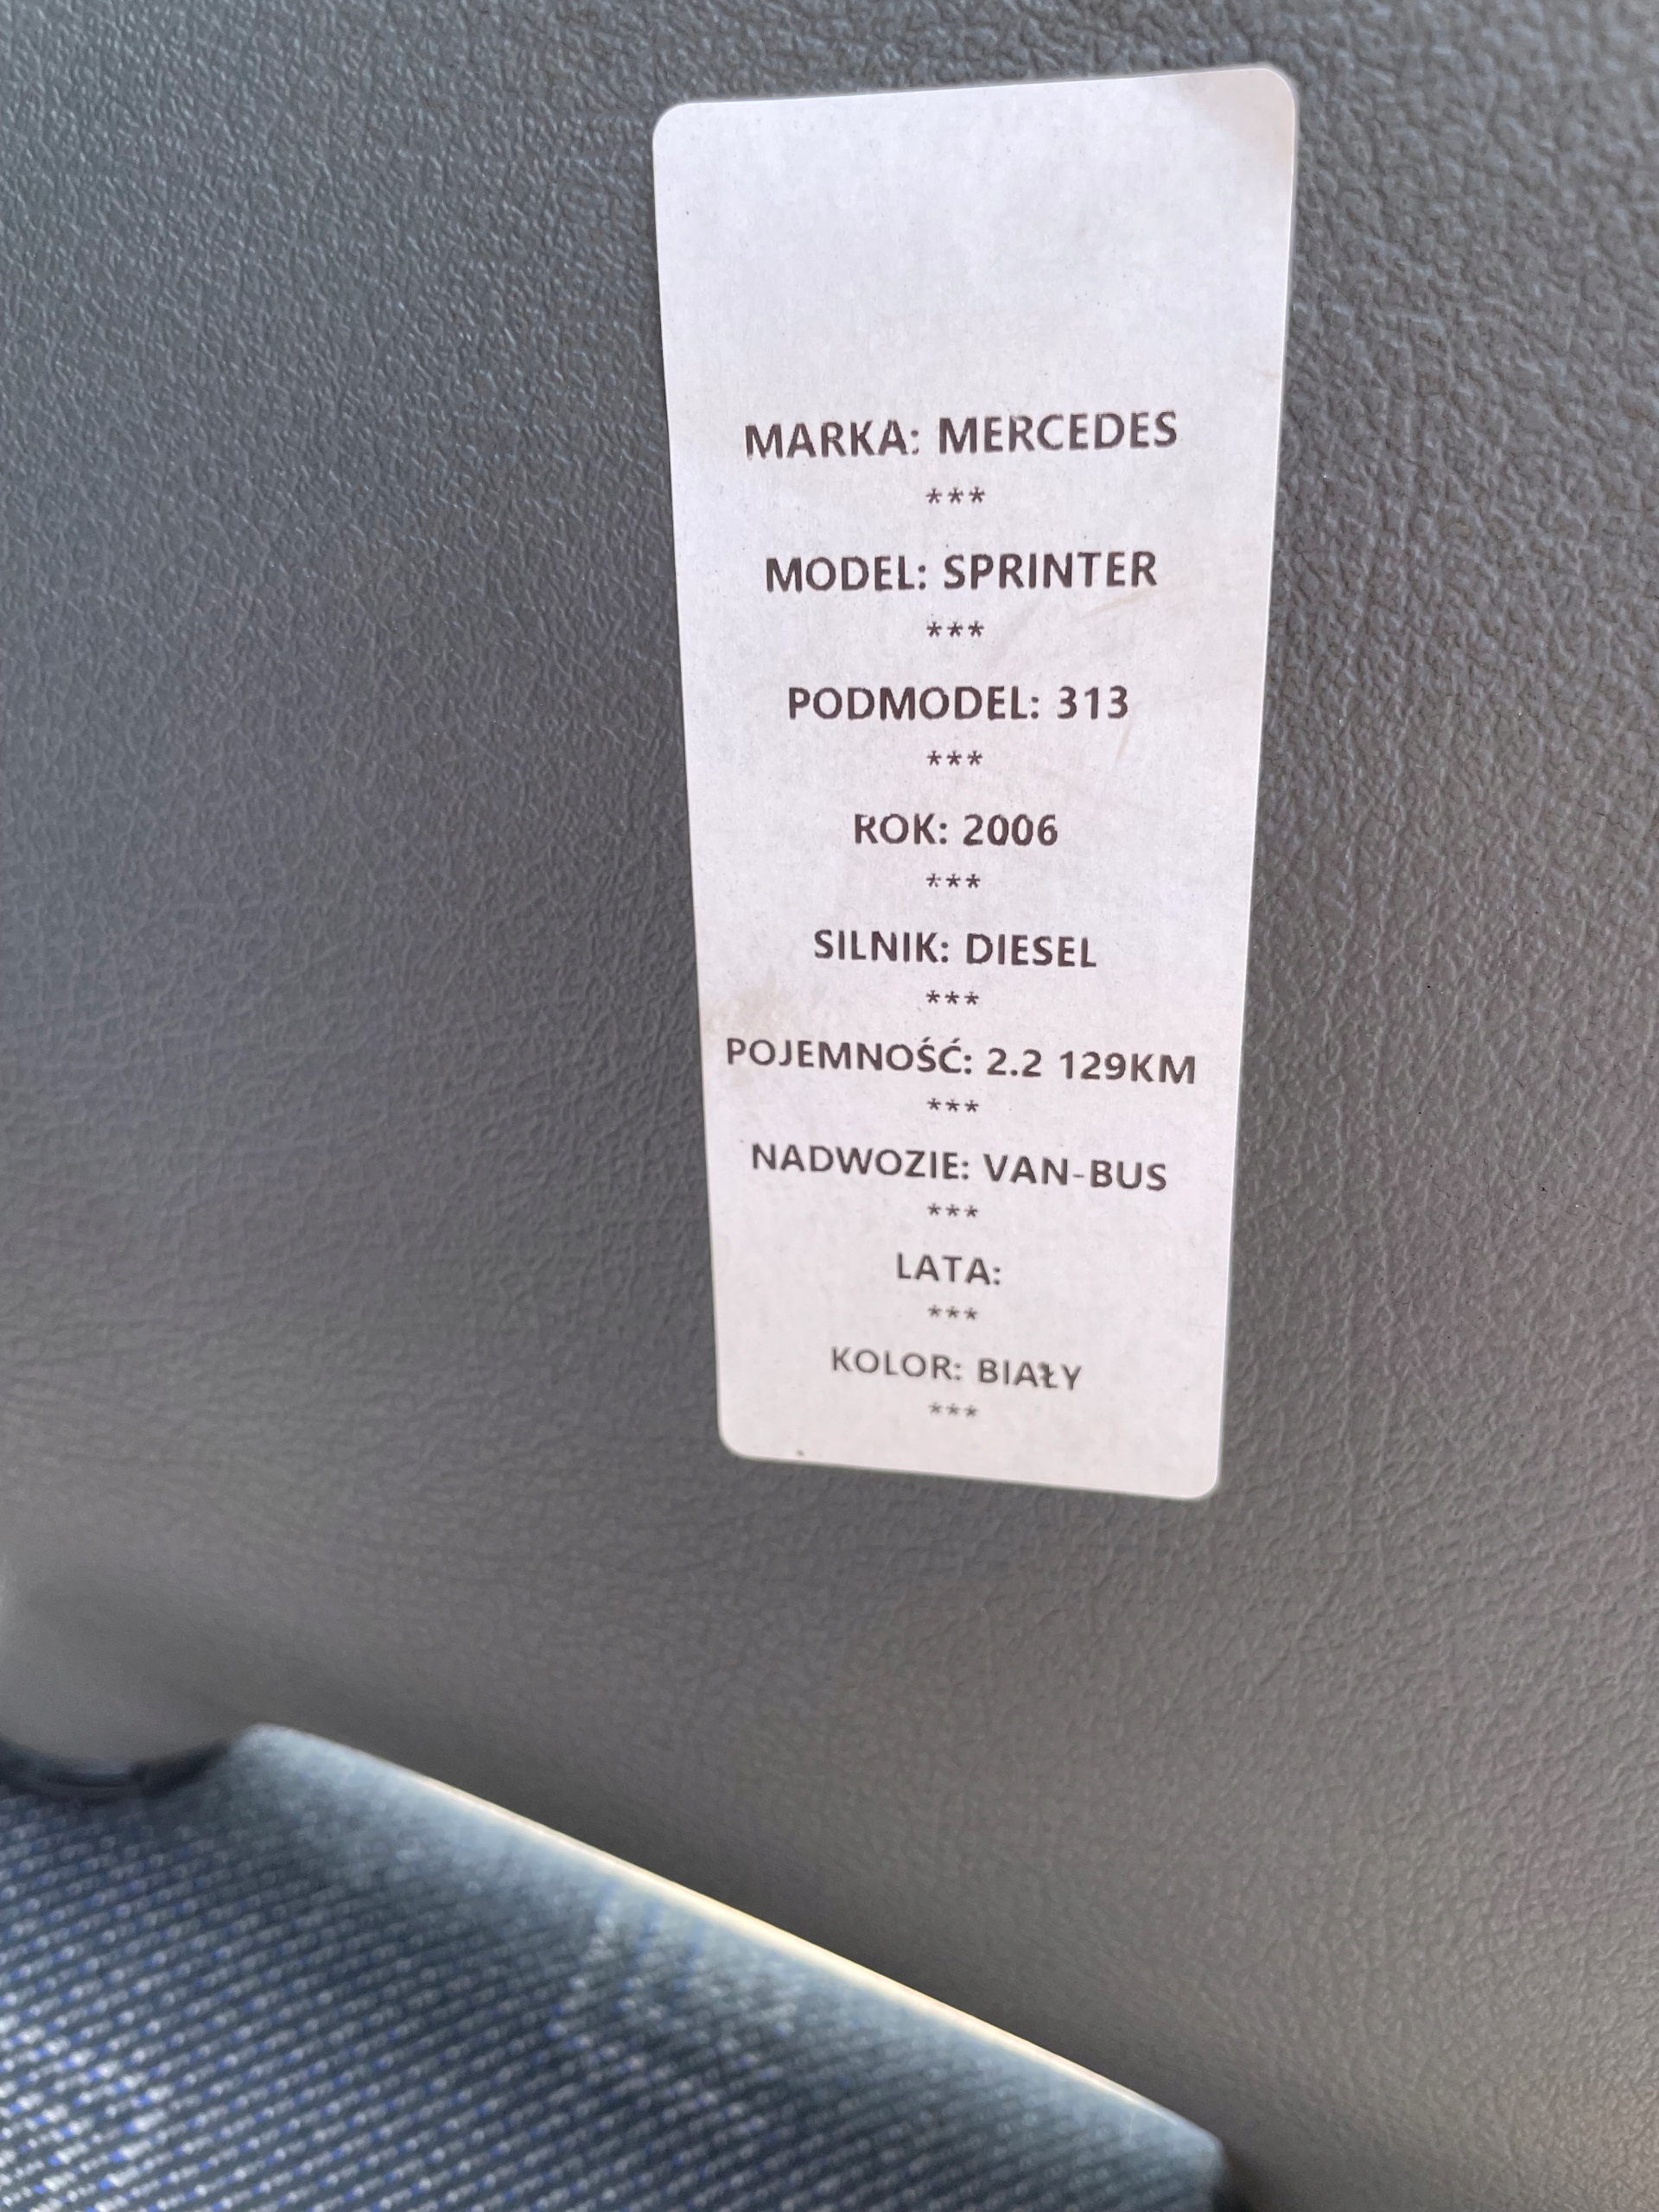 MARKA: MERCEDES
***
MODEL: SPRINTER
***
PODMODEL: 313
***
ROK: 2006
***
SILNIK: DIESEL
***
POJEMNOŚĆ: 2.2 129KM
***
NADWOZIE: VAN-BUS
***
LATA:
***
KOLOR: BIAŁY
***